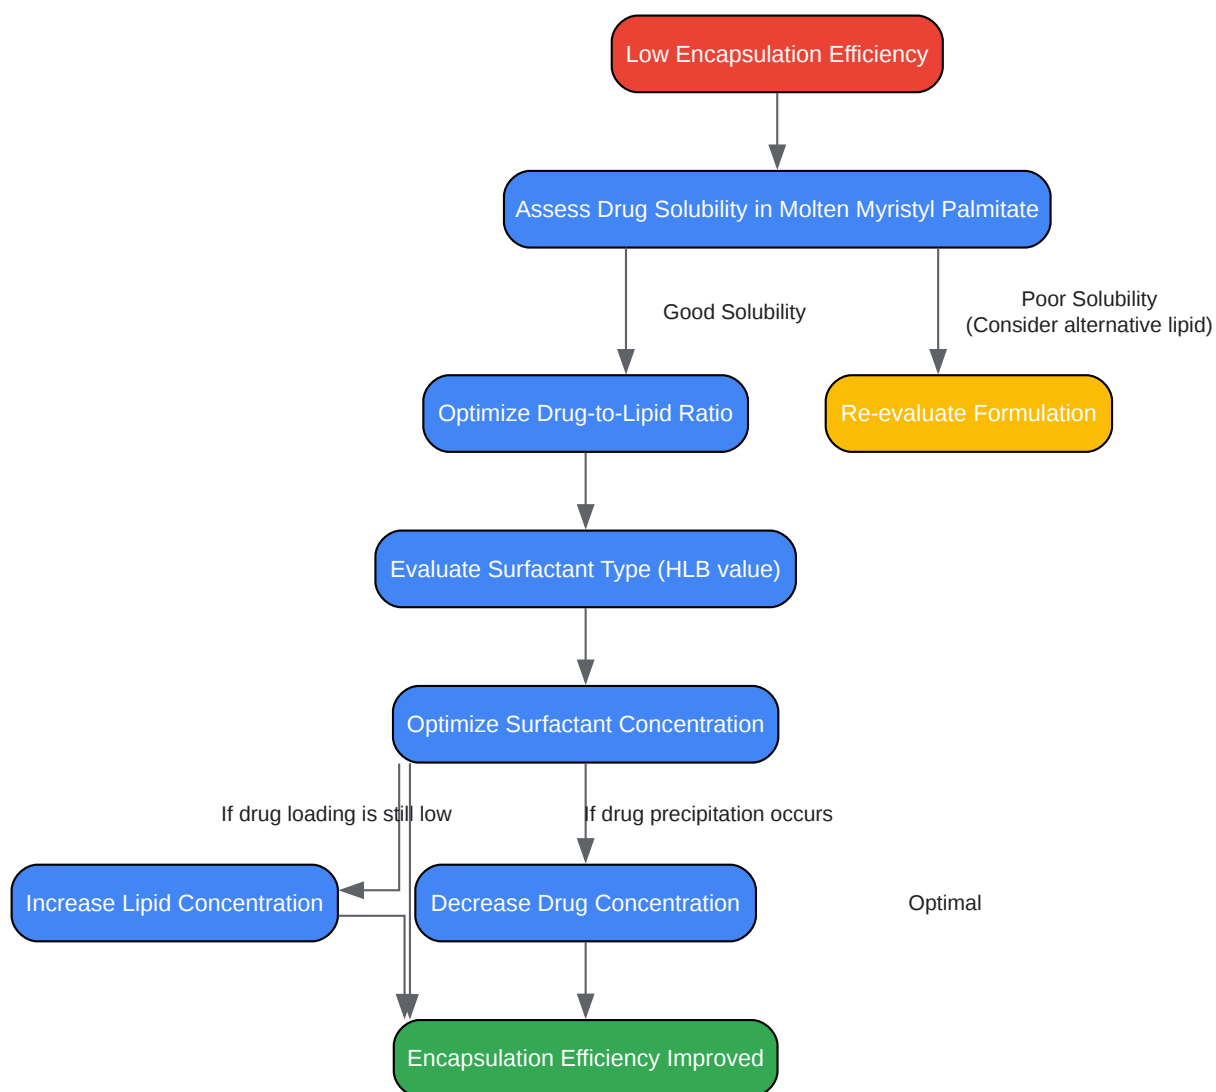 Low Encapsulation Efficiency
Assess Drug Solubility in Molten Myristyl Palmitate
Good Solubility
Poor Solubility
(Consider alternative lipid)
Optimize Drug-to-Lipid Ratio
Re-evaluate Formulation
Evaluate Surfactant Type (HLB value)
Optimize Surfactant Concentration
If drug loading is still low
If drug precipitation occurs
Increase Lipid Concentration
Decrease Drug Concentration
Optimal
Encapsulation Efficiency Improved